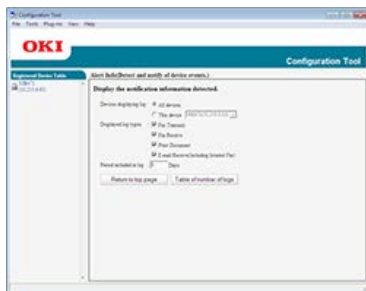 Configuration Tool
File Tools Plug-ins View Help
OKI
Configuration Tool
Registered Device Table
Alert Info(Detect and notify of device events.)
Display the notification information detected.
Devices displaying log
All devices
This device
Displayed log types
Fax Transmit
Fax Receive
Print Document
E-mail Receive(including Internet Fax)
Period included in log
Days
Return to top page
Table of number of logs